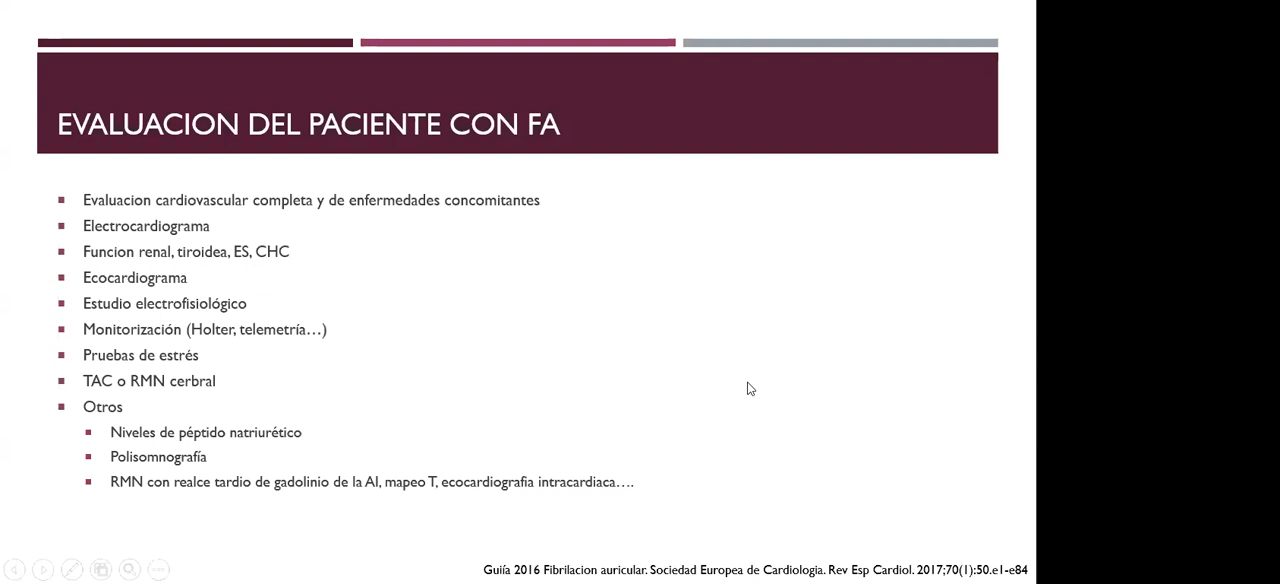 EVALUACION DEL PACIENTE CON FA
Evaluacion cardiovascular completa y de enfermedades concomitantes
Electrocardiograma
Funcion renal, tiroidea, ES, CHC
Ecocardiograma
Estudio electrofisiológico
Monitorización (Holter, telemetría…)
Pruebas de estrés
TAC o RMN cerbral
Otros
Niveles de péptido natriurético
Polisomnografía
RMN con realce tardio de gadolinio de la AI, mapeo T, ecocardiografia intracardiaca….
Guiía 2016 Fibrilacion auricular. Sociedad Europea de Cardiologia. Rev Esp Cardiol. 2017;70(1):50.e1-e84